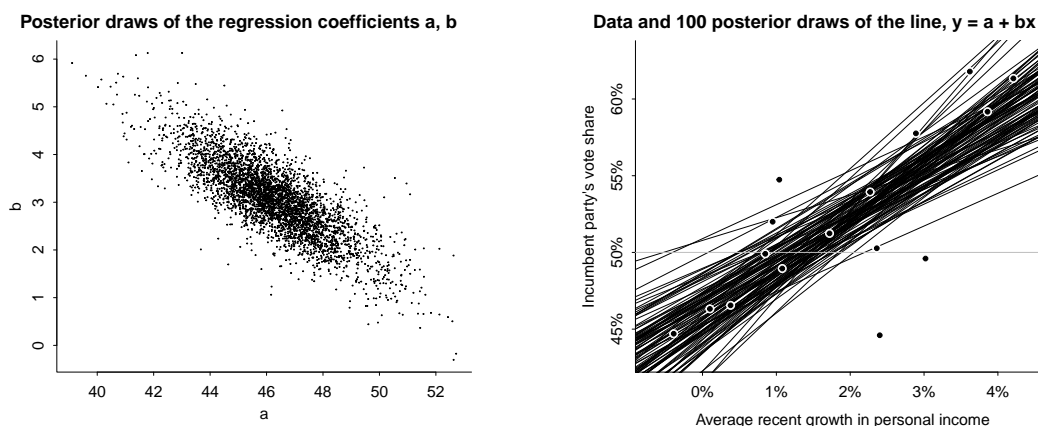 Posterior draws of the regression coefficients a, b
6
5
4
3
2
1
0
b
40 42 44 46 48 50 52
a
Data and 100 posterior draws of the line, y = a + bx
60%
55%
50%
45%
Incumbent party's vote share
0% 1% 2% 3% 4%
Average recent growth in personal income